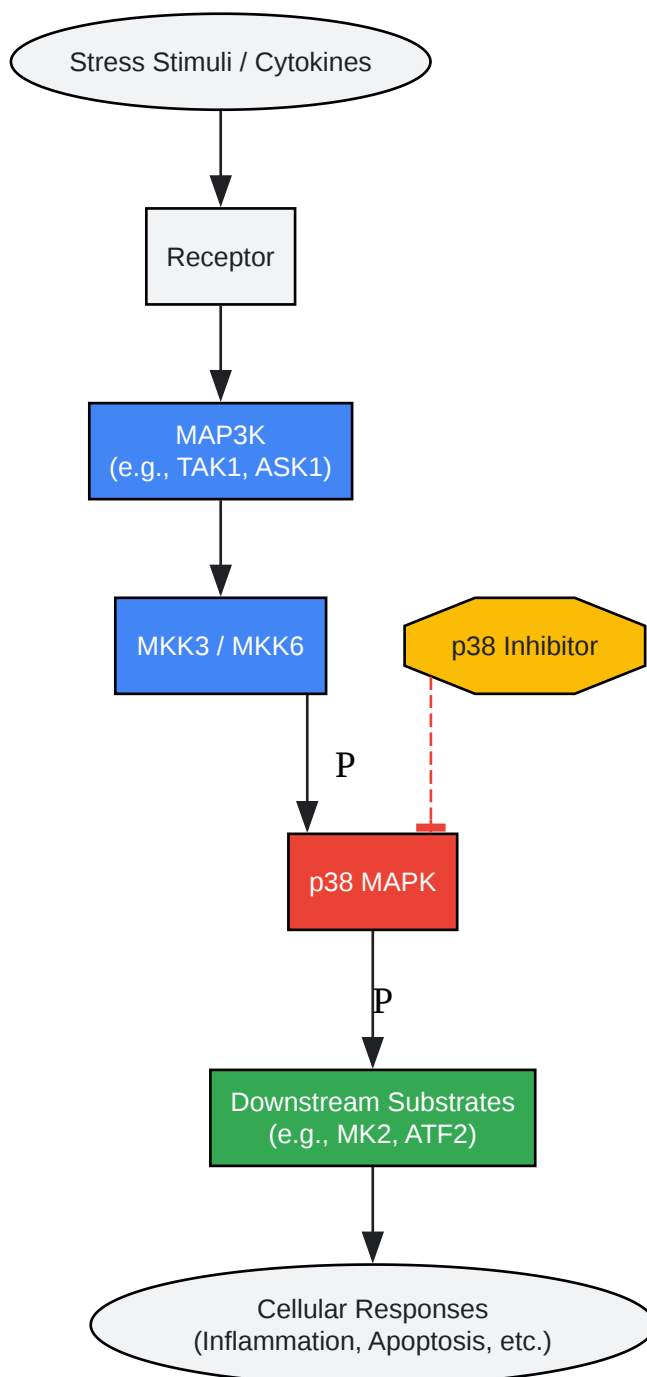 Stress Stimuli / Cytokines
Receptor
MAP3K
(e.g., TAK1, ASK1)
MKK3 / MKK6
p38 Inhibitor
P
p38 MAPK
P
Downstream Substrates
(e.g., MK2, ATF2)
Cellular Responses
(Inflammation, Apoptosis, etc.)